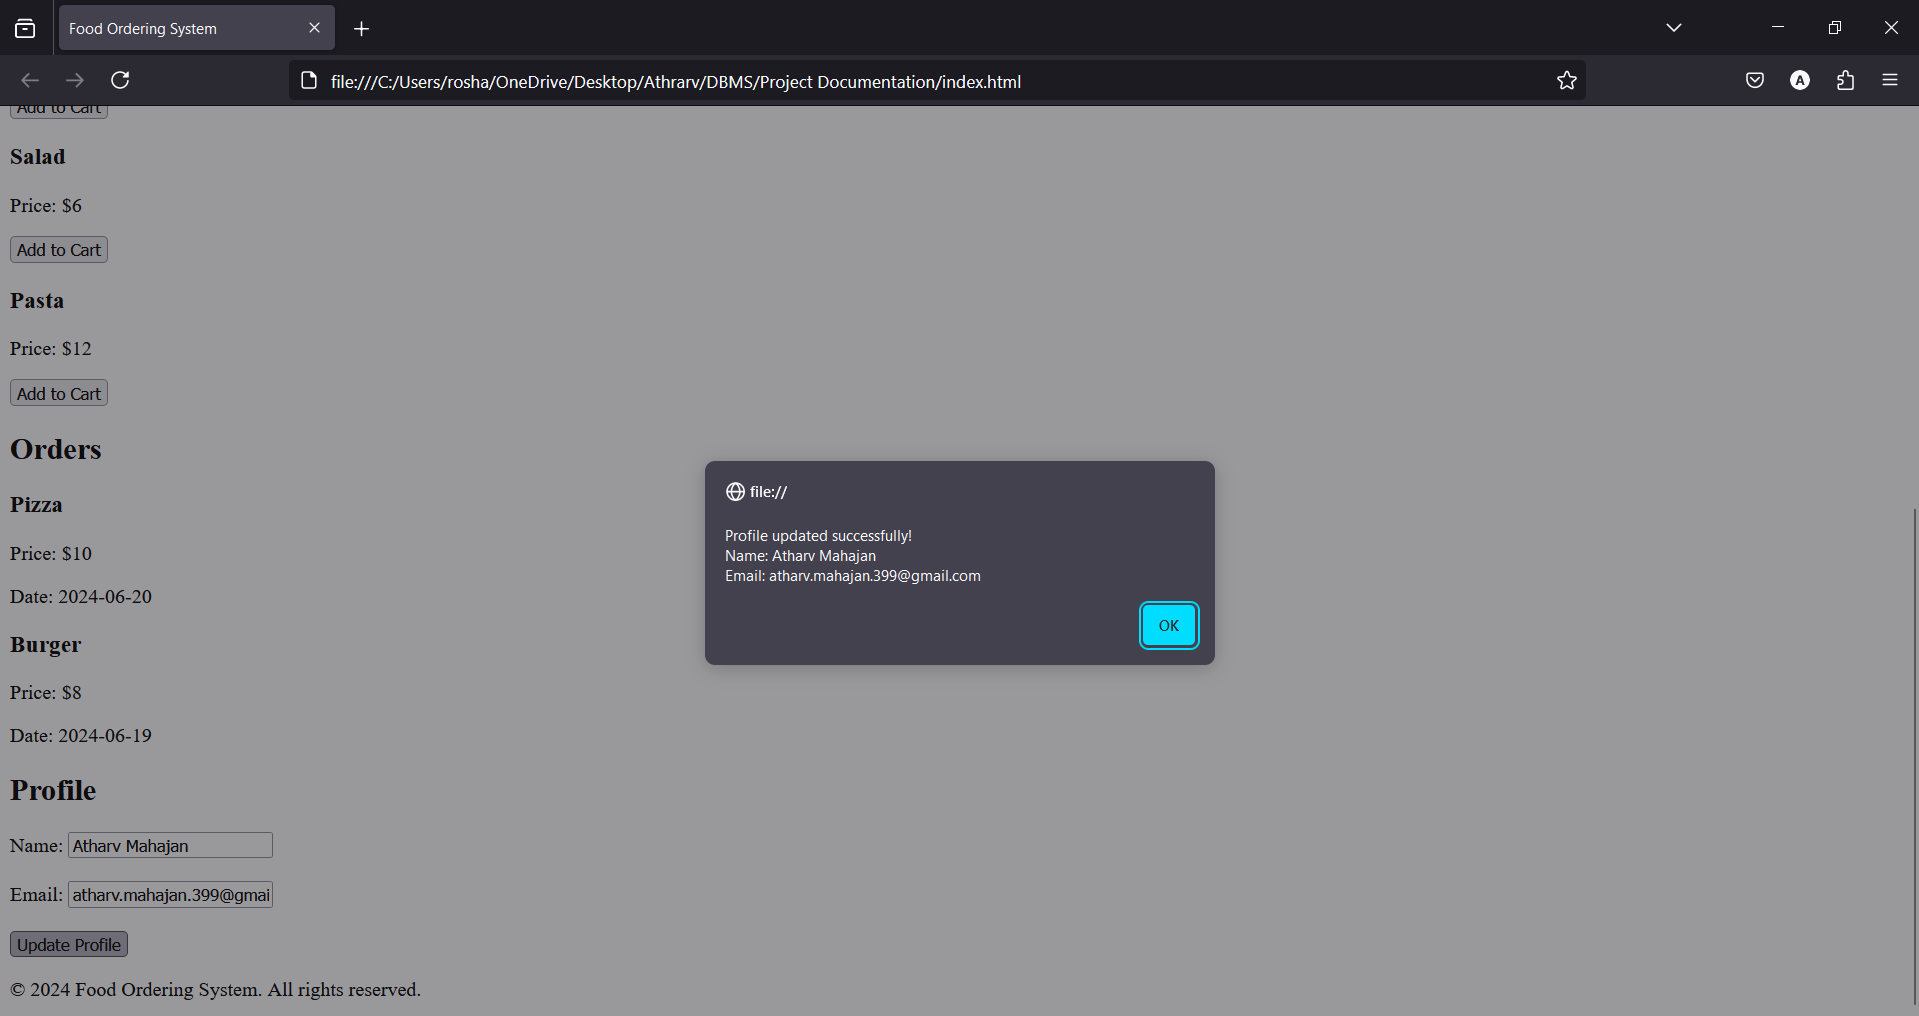 Food Ordering System
file:///C:/Users/rosha/OneDrive/Desktop/Athrarv/DBMS/Project Documentation/index.html
A
Add to Cart
Salad
Price: $6
Add to Cart
Pasta
Price: $12
Add to Cart
Orders
Pizza
Price: $10
Date: 2024-06-20
Burger
Price: $8
Date: 2024-06-19
Profile
Name: Atharv Mahajan
Email: atharv.mahajan.399@gmai
Update Profile
© 2024 Food Ordering System. All rights reserved.
file://
Profile updated successfully!
Name: Atharv Mahajan
Email: atharv.mahajan.399@gmail.com
OK